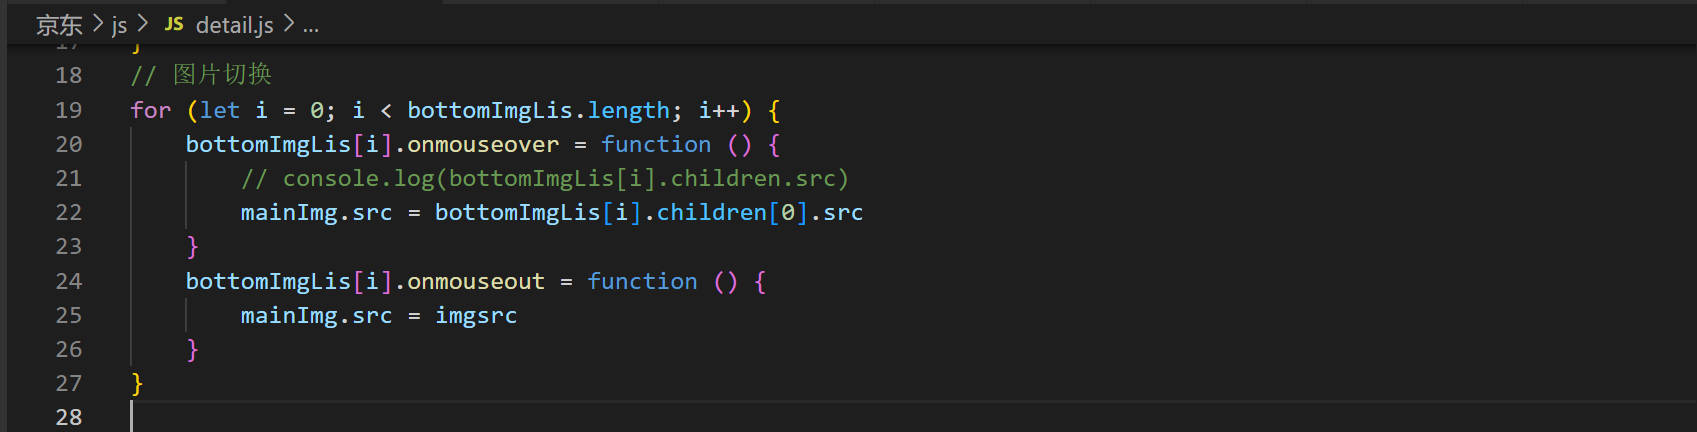 京东 > js > JS detail.js > ...
17 }
18 // 图片切换
19 for (let i = 0; i < bottomImgLis.length; i++) {
20 bottomImgLis[i].onmouseover = function () {
21 // console.log(bottomImgLis[i].children.src)
22 mainImg.src = bottomImgLis[i].children[0].src
23 }
24 bottomImgLis[i].onmouseout = function () {
25 mainImg.src = imgsrc
26 }
27 }
28